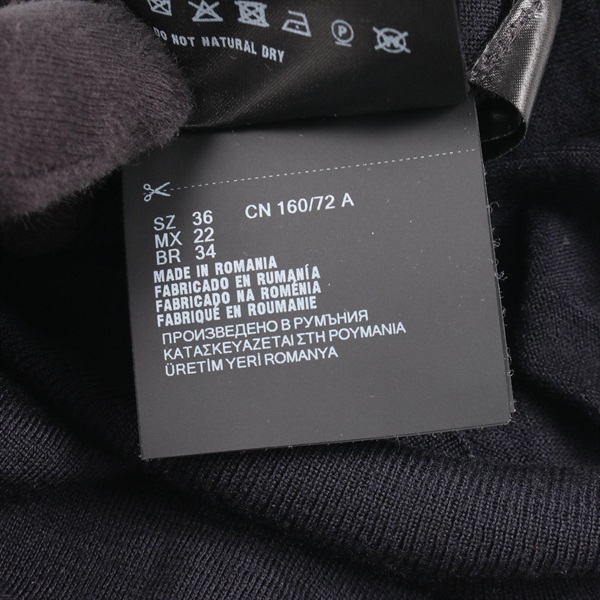 DO NOT NATURAL DRY
P
SZ 36 CN 160/72 A
MX 22
BR 34
MADE IN ROMANIA
FABRICADO EN RUMANÍA
FABRICADO NA ROMÉNIA
FABRIQUÉ EN ROUMANIE
ПРОИЗВЕДЕНО В РУМЪНИЯ
ΚΑΤΑΣΚΕΥΑΖΕΤΑΙ ΣΤΗ ΡΟΥΜΑΝΙΑ
ÜRETİM YERİ ROMANYA